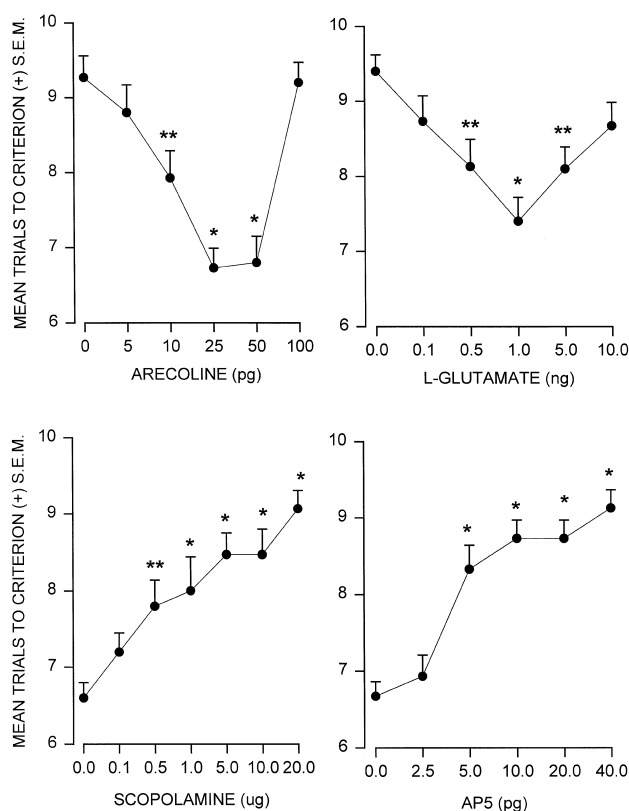 MEAN TRIALS TO CRITERION (+) S.E.M.
10
9
8
7
6
** * *
0 5 10 25 50 100
ARECOLINE (pg)
10
9
8
7
6
** * **
0.0 0.1 0.5 1.0 5.0 10.0
L-GLUTAMATE (ng)
MEAN TRIALS TO CRITERION (+) S.E.M.
10
9
8
7
6
** * * * *
0.0 0.1 0.5 1.0 5.0 10.0 20.0
SCOPOLAMINE (ug)
10
9
8
7
6
* * * *
0.0 2.5 5.0 10.0 20.0 40.0
AP5 (pg)